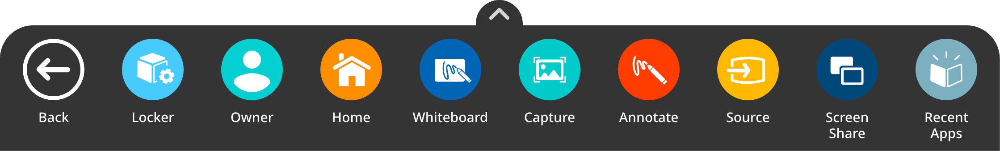 Back
Locker
Owner
Home
Whiteboard
Capture
Annotate
Source
Screen
Share
Recent
Apps